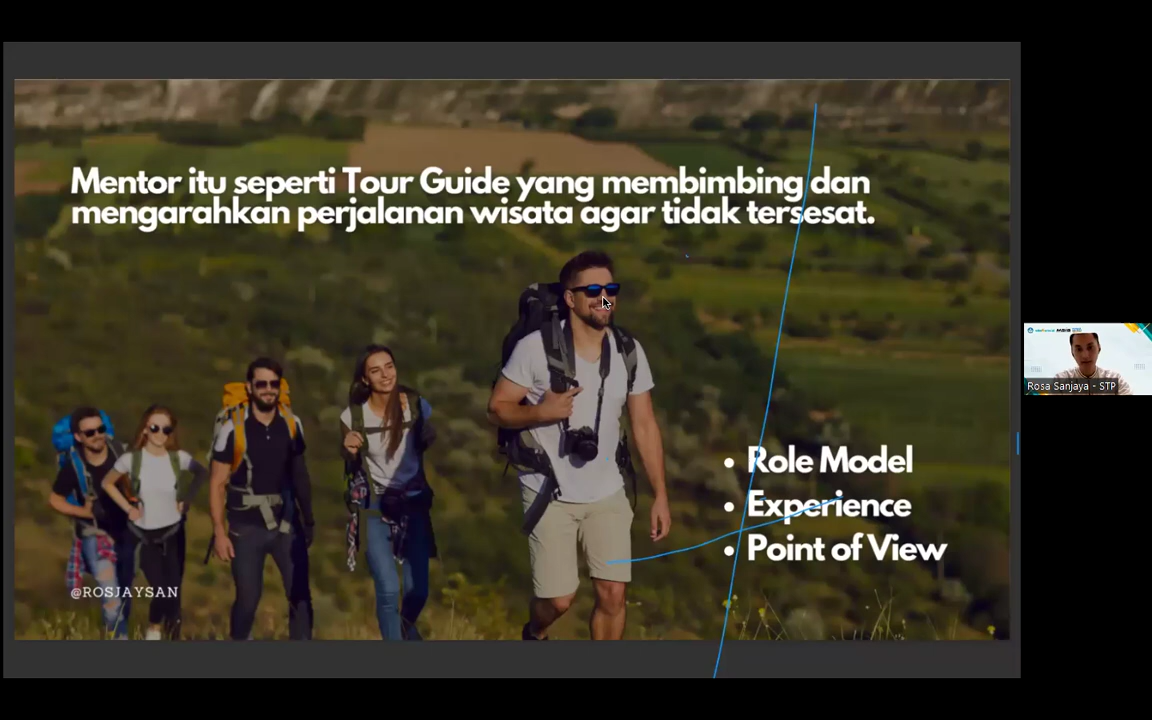 Mentor itu seperti Tour Guide yang membimbing dan
mengarahkan perjalanan wisata agar tidak tersesat.
• Role Model
• Experience
• Point of View
@ROSJAYSAN
Rosa Sanjaya - STP